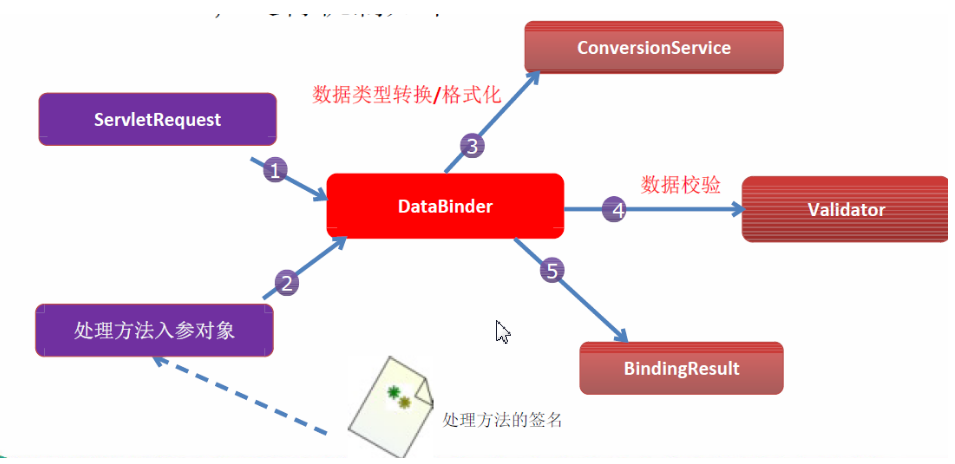 ConversionService
数据类型转换/格式化
ServletRequest
1
3
数据校验
DataBinder
4
Validator
2
5
处理方法入参对象
BindingResult
处理方法的签名